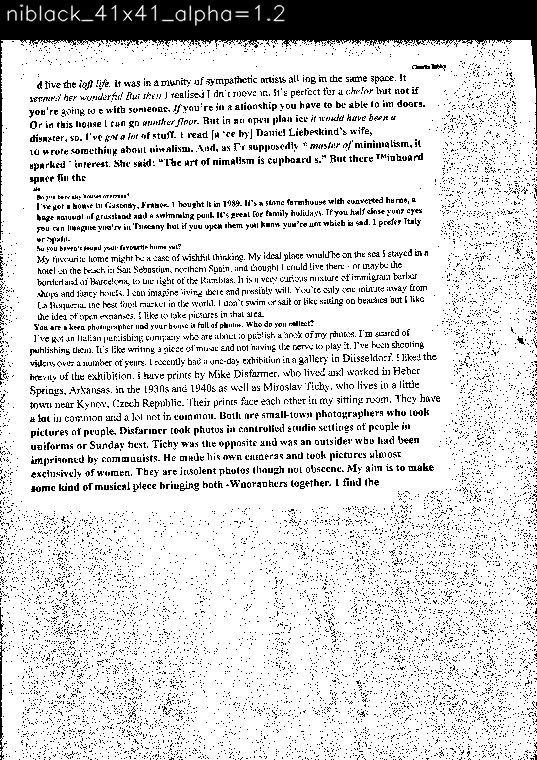 niblack_41x41_alpha=1.2
d live the loft life. It was in a munity of sympathetic artists all ing in the same space. It
seemed her wonderful But then I realised I dn't move in. It's perfect for a chelor but not if
you're going to e with someone. If you're in a ationship you have to be able to im doors.
Or in this house I can go another floor. But in an open plan ice it would have been a
disaster, so. I've got a lot of stuff. I read [a 'ce by] Daniel Liebeskind's wife,
to wrote something about niwalism. And, as I'r supposedly * master of minimalism, it
sparked ' interest. She said: "The art of nimalism is cupboard s." But there ™inboard
space fin the
Do you have any houses overseas?
I've got a house in Gascony, France. I bought it in 1989. It's a stone farmhouse with converted barns, a
huge amount of grassland and a swimming pool. It's great for family holidays. If you half close your eyes
you can imagine you're in Tuscany but if you open them you know you're not which is sad. I prefer Italy
or Spain.
So you haven't found your favourite home yet?
My favourite home might be a case of wishful thinking. My ideal place would be on the sea I stayed in a
hotel on the beach in San Sebastian, northern Spain, and thought I could live there - or maybe the
borderland of Barcelona, to the right of the Ramblas. It is a very curious mixture of immigrant barber
shops and fancy hotels. I can imagine living there and possibly will. You're only one minute away from
La Boqueria, the best food market in the world. I don't swim or sail or like sitting on beaches but I like
the idea of open expanses. I like to take pictures in that area.
You are a keen photographer and your house is full of photos. Who do you collect?
I've got an Italian publishing company who are about to publish a book of my photos. I'm scared of
publishing them. It's like writing a piece of music and not having the nerve to play it. I've been shooting
videos over a number of years. I recently had a one-day exhibition in a gallery in Düsseldorf. I liked the
brevity of the exhibition. I have prints by Mike Disfarmer, who lived and worked in Heber
Springs, Arkansas, in the 1930s and 1940s as well as Miroslav Tichy, who lives in a little
town near Kynov, Czech Republic. Their prints face each other in my sitting room. They have
a lot in common and a lot not in common. Both are small-town photographers who took
pictures of people. Disfarmer took photos in controlled studio settings of people in
uniforms or Sunday best. Tichy was the opposite and was an outsider who had been
imprisoned by communists. He made his own cameras and took pictures almost
exclusively of women. They are insolent photos though not obscene. My aim is to make
some kind of musical piece bringing both -Wnoranhers together. I find the